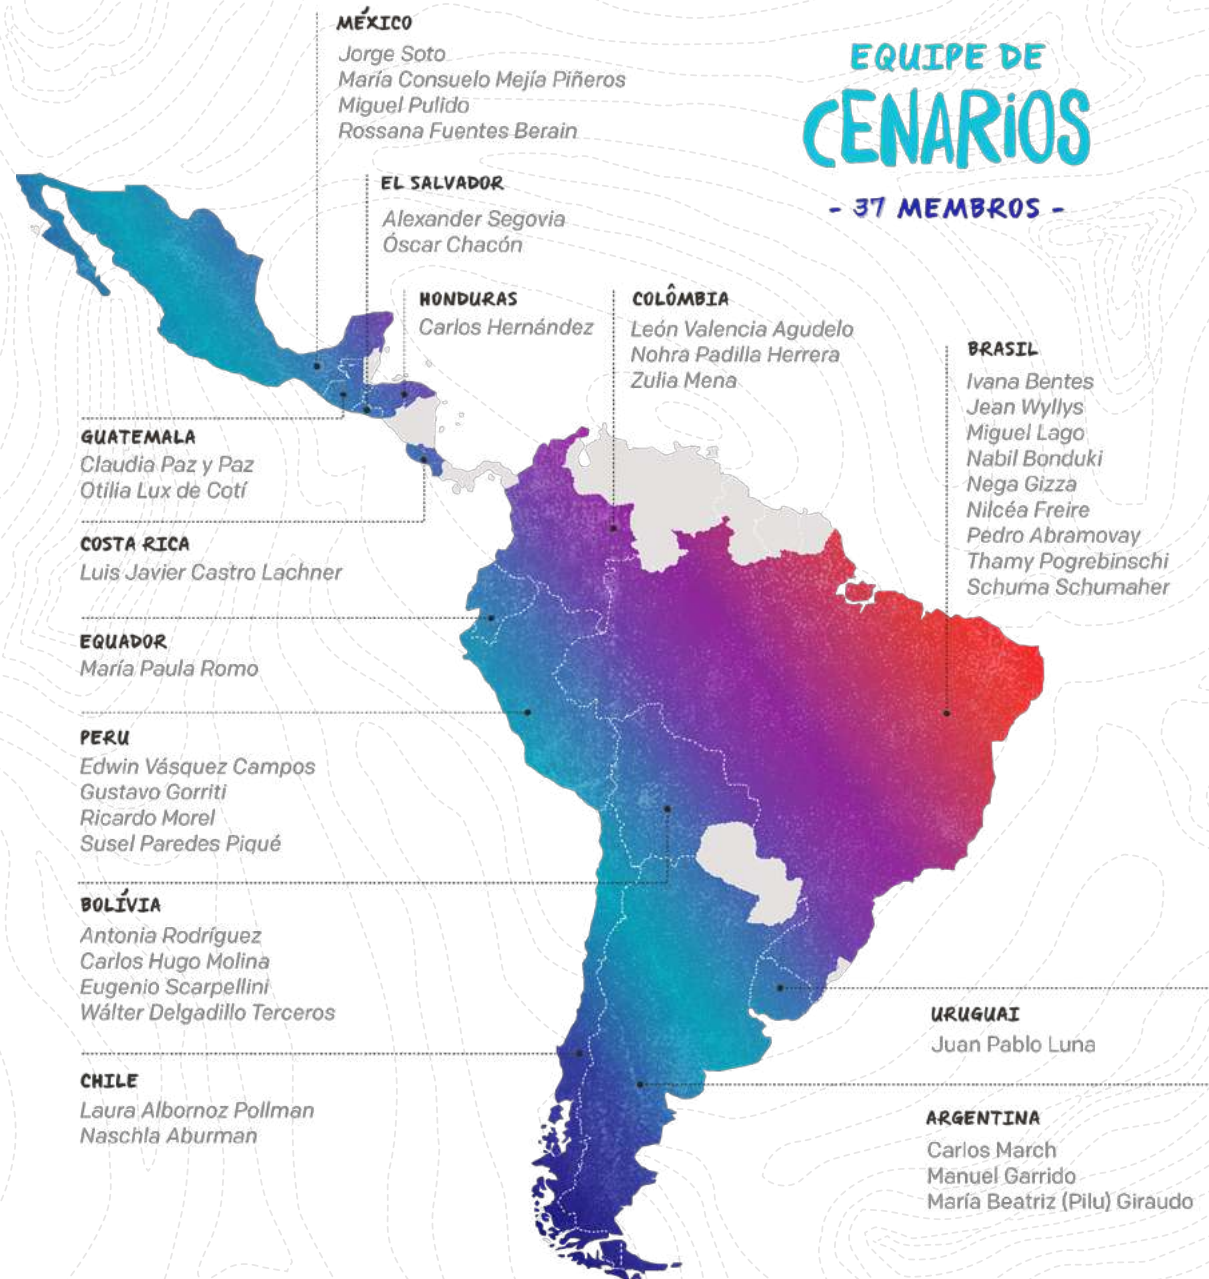 EQUIPE DE
CENARIOS
- 37 MEMBROS -
MÉXICO
Jorge Soto
María Consuelo Mejía Piñeros
Miguel Pulido
Rossana Fuentes Berain
EL SALVADOR
Alexander Segovia
Óscar Chacón
HONDURAS
Carlos Hernández
COLÔMBIA
León Valencia Agudelo
Nohra Padilla Herrera
Zulia Mena
BRASIL
Ivana Bentes
Jean Wyllys
Miguel Lago
Nabil Bonduki
Nega Gizza
Nilcéa Freire
Pedro Abramovay
Thamy Pogrebinschi
Schuma Schumaher
GUATEMALA
Claudia Paz y Paz
Otilia Lux de Cotí
COSTA RICA
Luis Javier Castro Lachner
EQUADOR
María Paula Romo
PERU
Edwin Vásquez Campos
Gustavo Gorriti
Ricardo Morel
Susel Paredes Piqué
BOLÍVIA
Antonia Rodríguez
Carlos Hugo Molina
Eugenio Scarpellini
Wálter Delgadillo Terceros
CHILE
Laura Albornoz Pollman
Naschla Aburman
URUGUAI
Juan Pablo Luna
ARGENTINA
Carlos March
Manuel Garrido
María Beatriz (Pilu) Giraudo